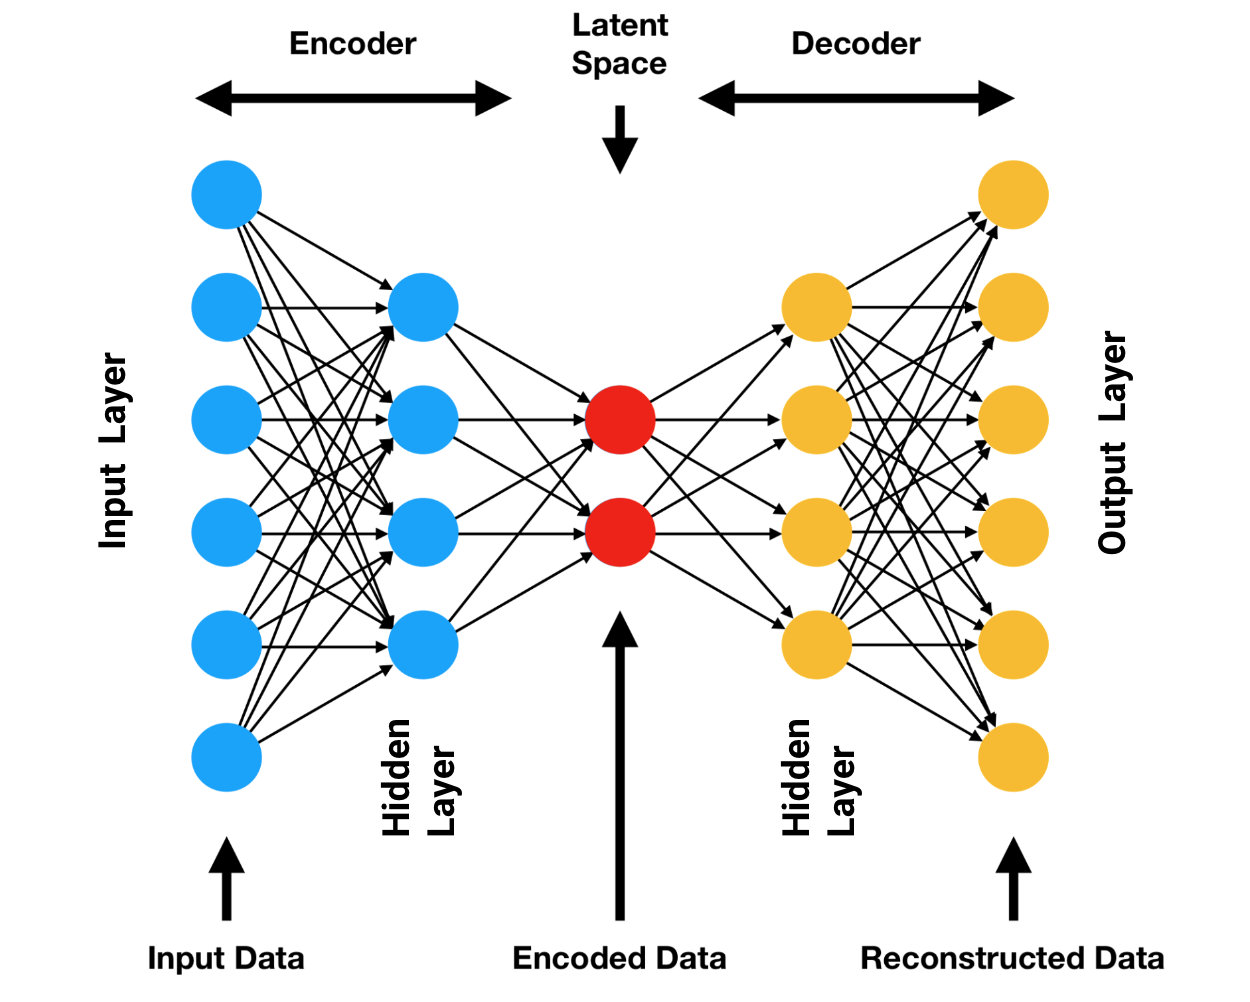 Encoder
Latent
Space
Decoder
Input Layer
Output Layer
Hidden
Layer
Hidden
Layer
Input Data
Encoded Data
Reconstructed Data